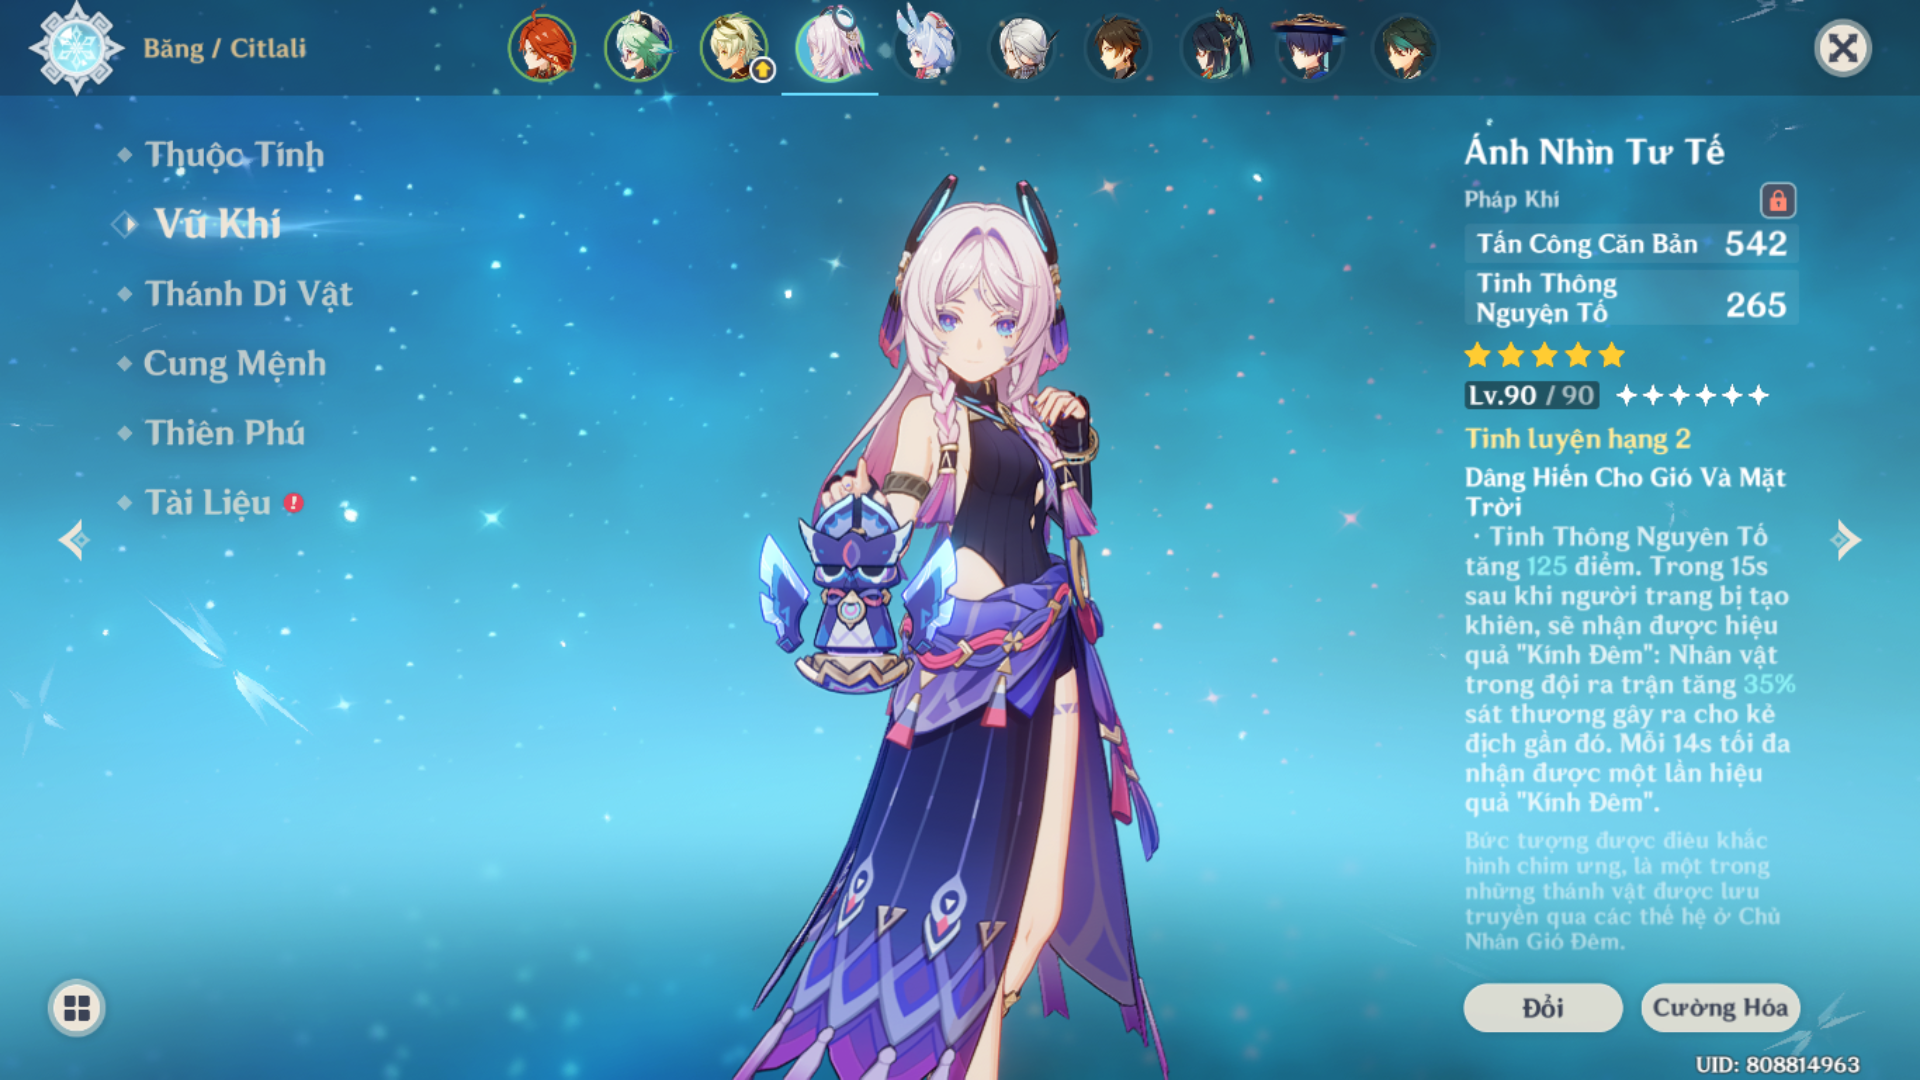 Băng / Citlali
Thuộc Tính
Vũ Khí
Thánh Di Vật
Cung Mệnh
Thiên Phú
Tài Liệu
Ánh Nhìn Tư Tế
Pháp Khí
Tấn Công Căn Bản 542
Tinh Thông
Nguyên Tố 265
Lv.90 / 90
Tinh luyện hạng 2
Dâng Hiến Cho Gió Và Mặt
Trời
· Tinh Thông Nguyên Tố
tăng 125 điểm. Trong 15s
sau khi người trang bị tạo
khiên, sẽ nhận được hiệu
quả "Kính Đêm": Nhân vật
trong đội ra trận tăng 35%
sát thương gây ra cho kẻ
địch gần đó. Mỗi 14s tối đa
nhận được một lần hiệu
quả "Kính Đêm".
Bức tượng được điêu khắc
hình chim ưng, là một trong
những thánh vật được lưu
truyền qua các thế hệ ở Chủ
Nhân Gió Đêm.
Đổi
Cường Hóa
UID: 808814963